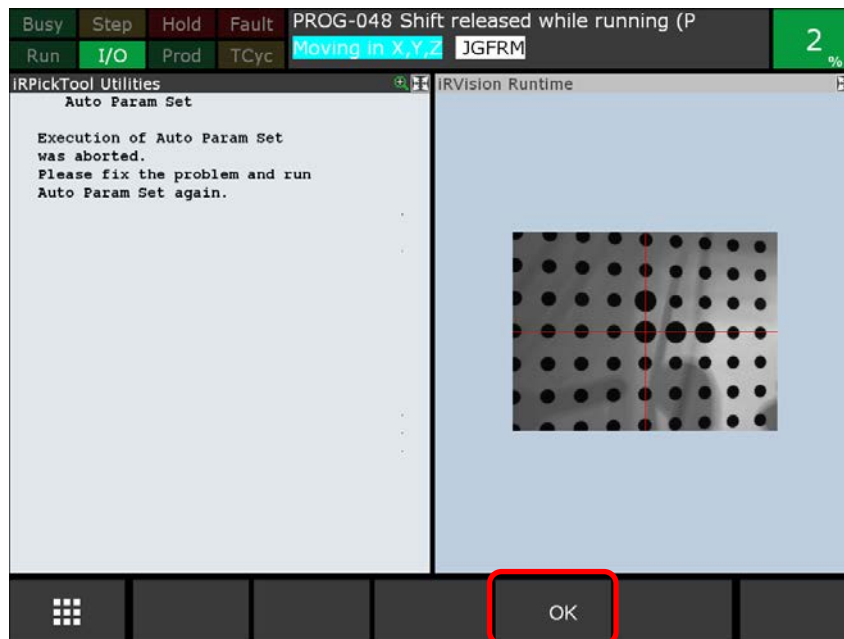 Busy Step Hold Fault
Run I/O Prod TCyc
PROG-048 Shift released while running (P
Moving in X,Y,Z JGFRM
2 %
iRPickTool Utilities
Auto Param Set
Execution of Auto Param Set
was aborted.
Please fix the problem and run
Auto Param Set again.
iRVision Runtime
OK